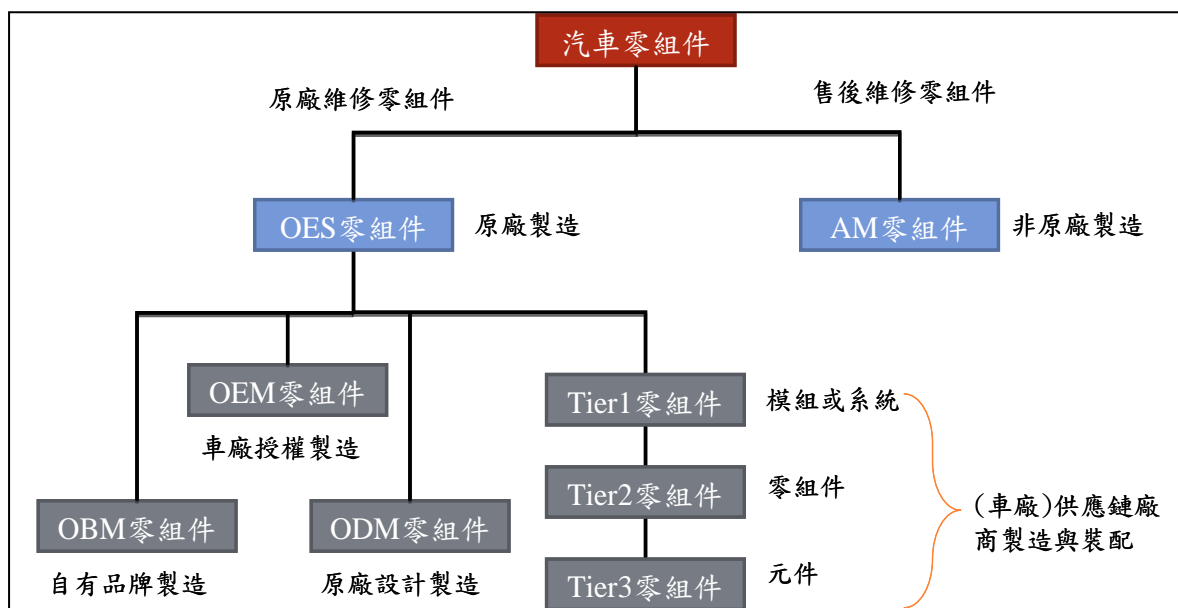 汽車零組件
原廠維修零組件
售後維修零組件
OES零組件
原廠製造
AM零組件
非原廠製造
OEM零組件
車廠授權製造
OBM零組件
自有品牌製造
ODM零組件
原廠設計製造
Tier1零組件
模組或系統
Tier2零組件
零組件
Tier3零組件
元件
(車廠)供應鏈廠
商製造與裝配